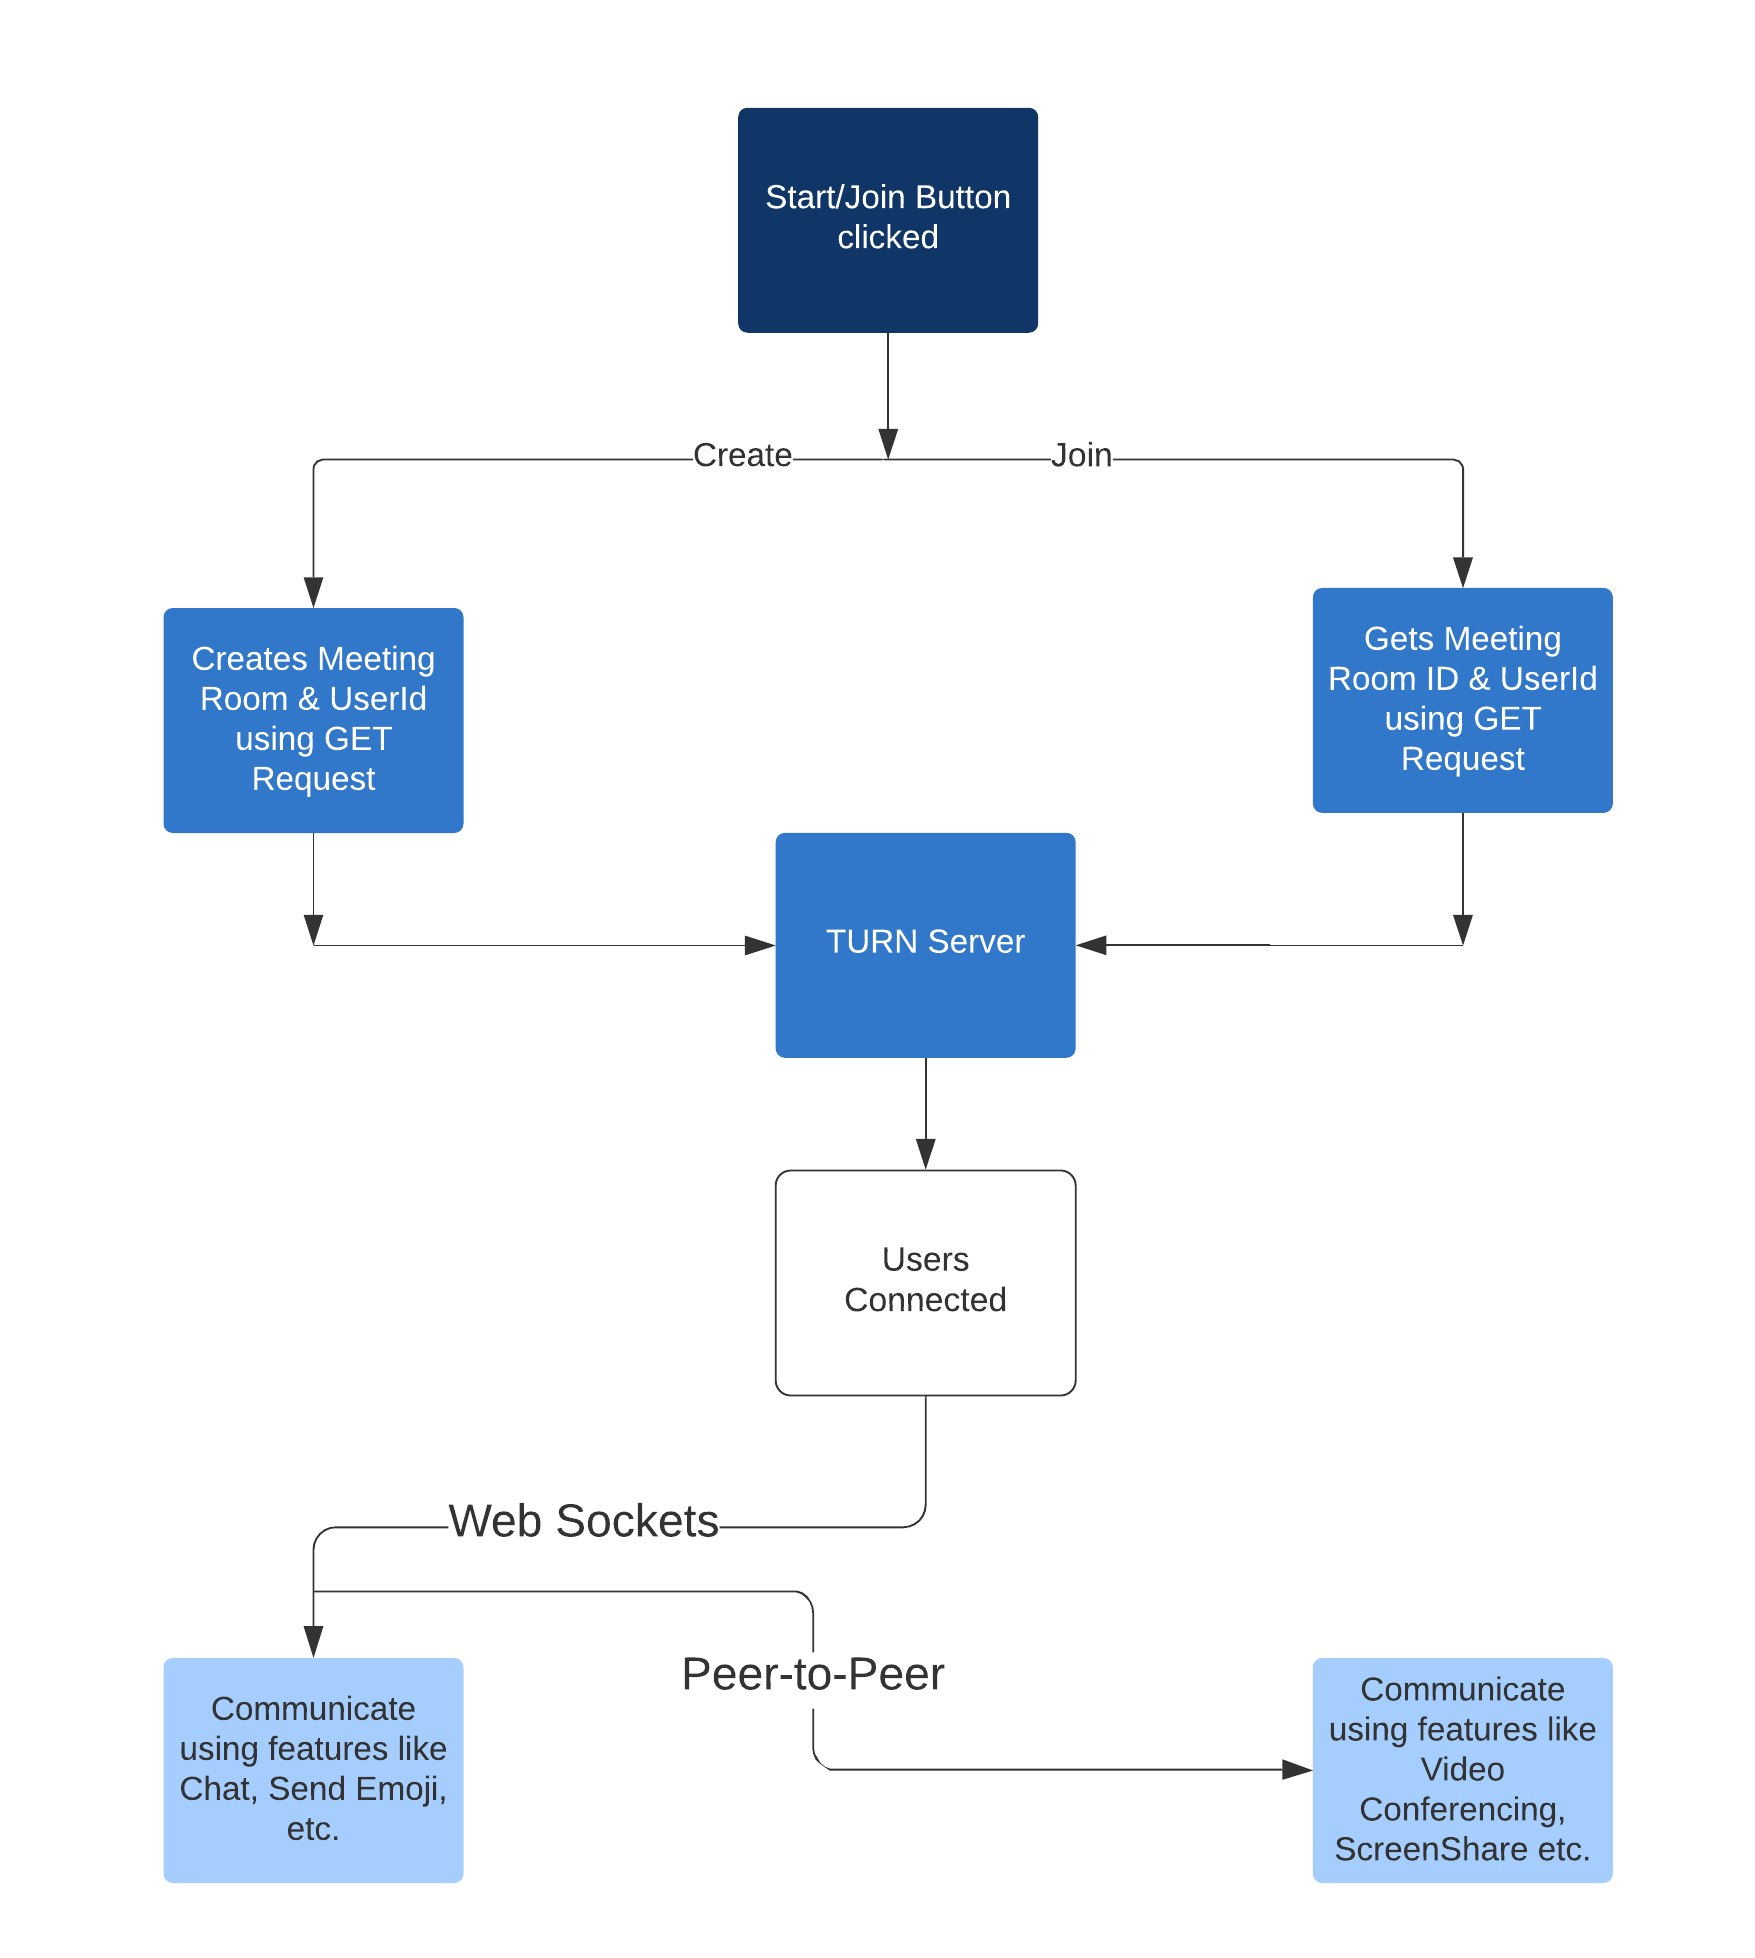 Start/Join Button
clicked
Create
Join
Creates Meeting
Room & UserId
using GET
Request
Gets Meeting
Room ID & UserId
using GET
Request
TURN Server
Users
Connected
Web Sockets
Peer-to-Peer
Communicate
using features like
Chat, Send Emoji,
etc.
Communicate
using features like
Video
Conferencing,
ScreenShare etc.